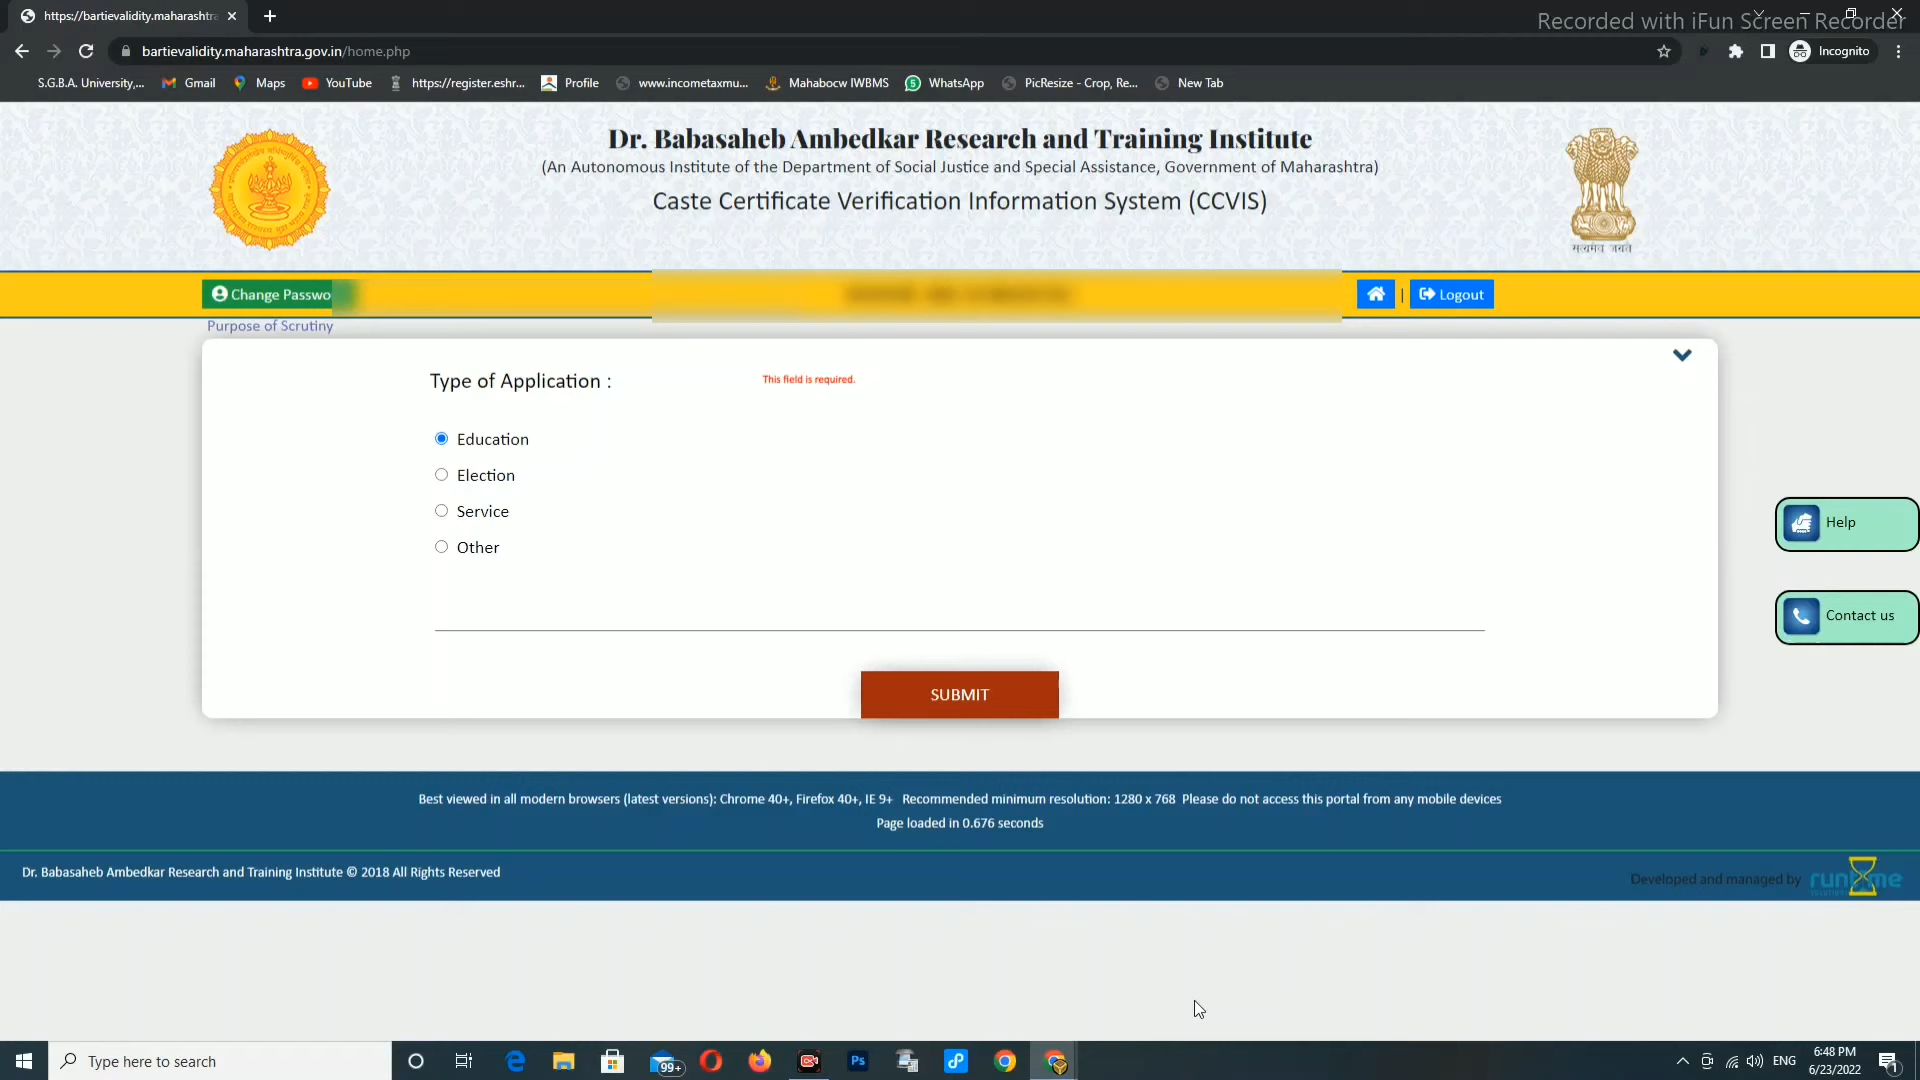 https://bartievalidity.maharashtra
Recorded with iFun Screen Recorder
bartievalidity.maharashtra.gov.in/home.php
Incognito
S.G.B.A. University,...
Gmail
Maps
YouTube
https://register.eshr...
Profile
www.incometaxmu...
Mahabocw IWBMS
WhatsApp
PicResize - Crop, Re...
New Tab
Dr. Babasaheb Ambedkar Research and Training Institute
(An Autonomous Institute of the Department of Social Justice and Special Assistance, Government of Maharashtra)
Caste Certificate Verification Information System (CCVIS)
सत्यमेव जयते
Change Passwo
| Logout
Purpose of Scrutiny
Type of Application :
This field is required.
Education
Election
Service
Other
Help
Contact us
SUBMIT
Best viewed in all modern browsers (latest versions): Chrome 40+, Firefox 40+, IE 9+ Recommended minimum resolution: 1280 x 768 Please do not access this portal from any mobile devices
Page loaded in 0.676 seconds
Dr. Babasaheb Ambedkar Research and Training Institute © 2018 All Rights Reserved
Developed and managed by
Type here to search
99+
Ps
ENG
6:48 PM
6/23/2022
1